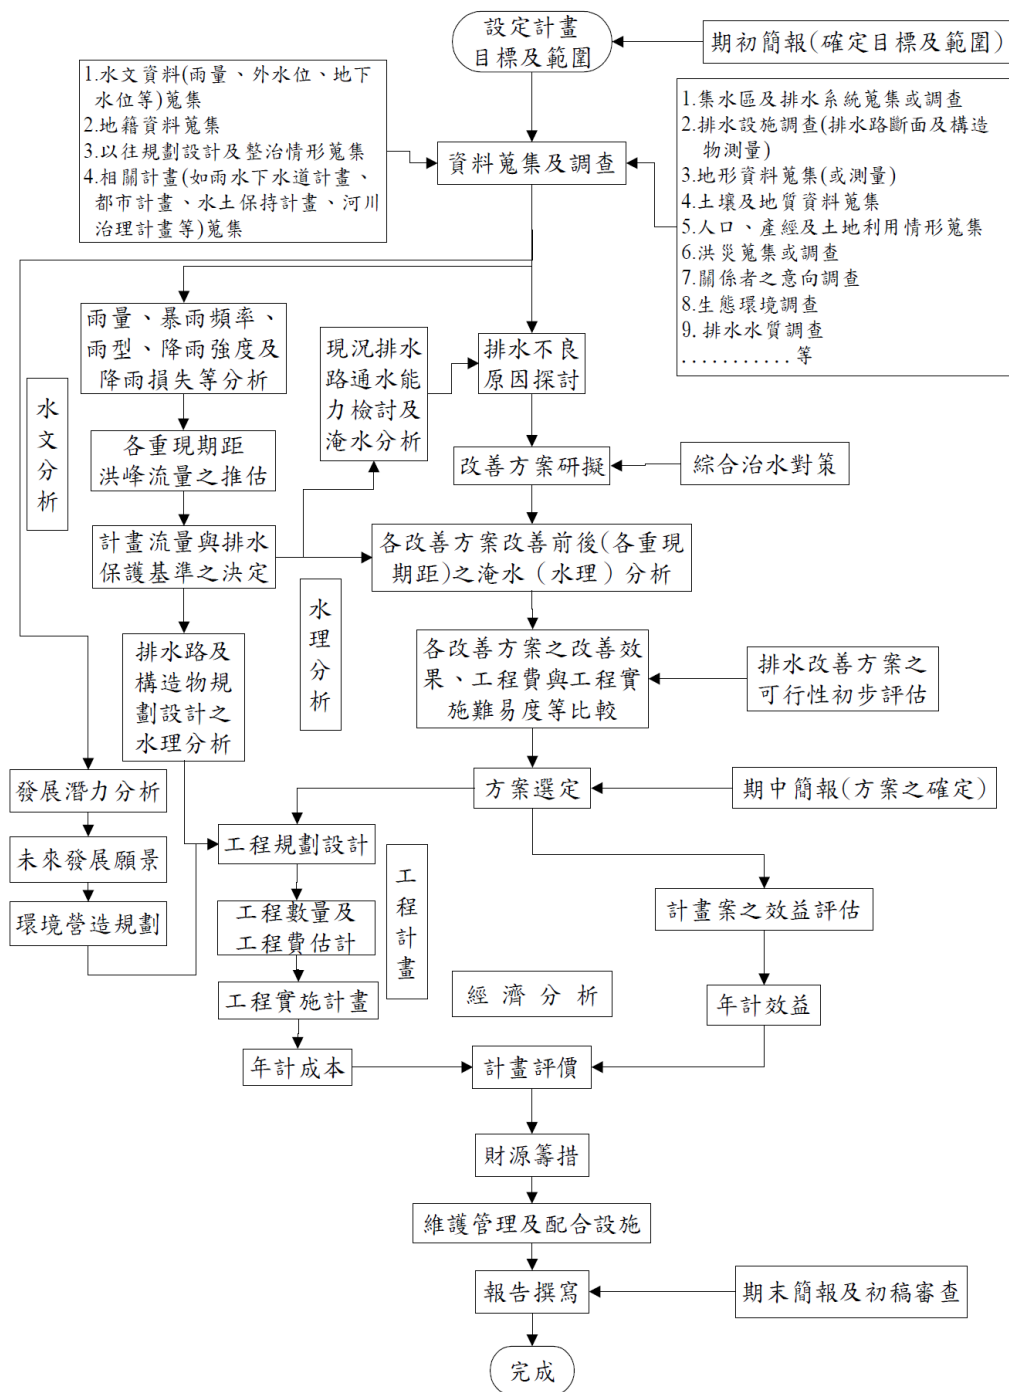 設定計畫
目標及範圍
期初簡報(確定目標及範圍)
1.水文資料(雨量、外水位、地下
水位等)蒐集
2.地籍資料蒐集
3.以往規劃設計及整治情形蒐集
4.相關計畫(如雨水下水道計畫、
都市計畫、水土保持計畫、河川
治理計畫等)蒐集
資料蒐集及調查
1.集水區及排水系統蒐集或調查
2.排水設施調查(排水路斷面及構造
物測量)
3.地形資料蒐集(或測量)
4.土壤及地質資料蒐集
5.人口、產經及土地利用情形蒐集
6.洪災蒐集或調查
7.關係者之意向調查
8.生態環境調查
9.排水水質調查
...........等
雨量、暴雨頻率、
雨型、降雨強度及
降雨損失等分析
現況排水
路通水能
力檢討及
淹水分析
排水不良
原因探討
水文分析
各重現期距
洪峰流量之推估
改善方案研擬
綜合治水對策
計畫流量與排水
保護基準之決定
各改善方案改善前後(各重現
期距)之淹水（水理）分析
水理分析
排水路及
構造物規
劃設計之
水理分析
各改善方案之改善效
果、工程費與工程實
施難易度等比較
排水改善方案之
可行性初步評估
發展潛力分析
方案選定
期中簡報(方案之確定)
未來發展願景
工程規劃設計
環境營造規劃
工程數量及
工程費估計
工程計畫
計畫案之效益評估
工程實施計畫
經濟分析
年計效益
年計成本
計畫評價
財源籌措
維護管理及配合設施
報告撰寫
期末簡報及初稿審查
完成